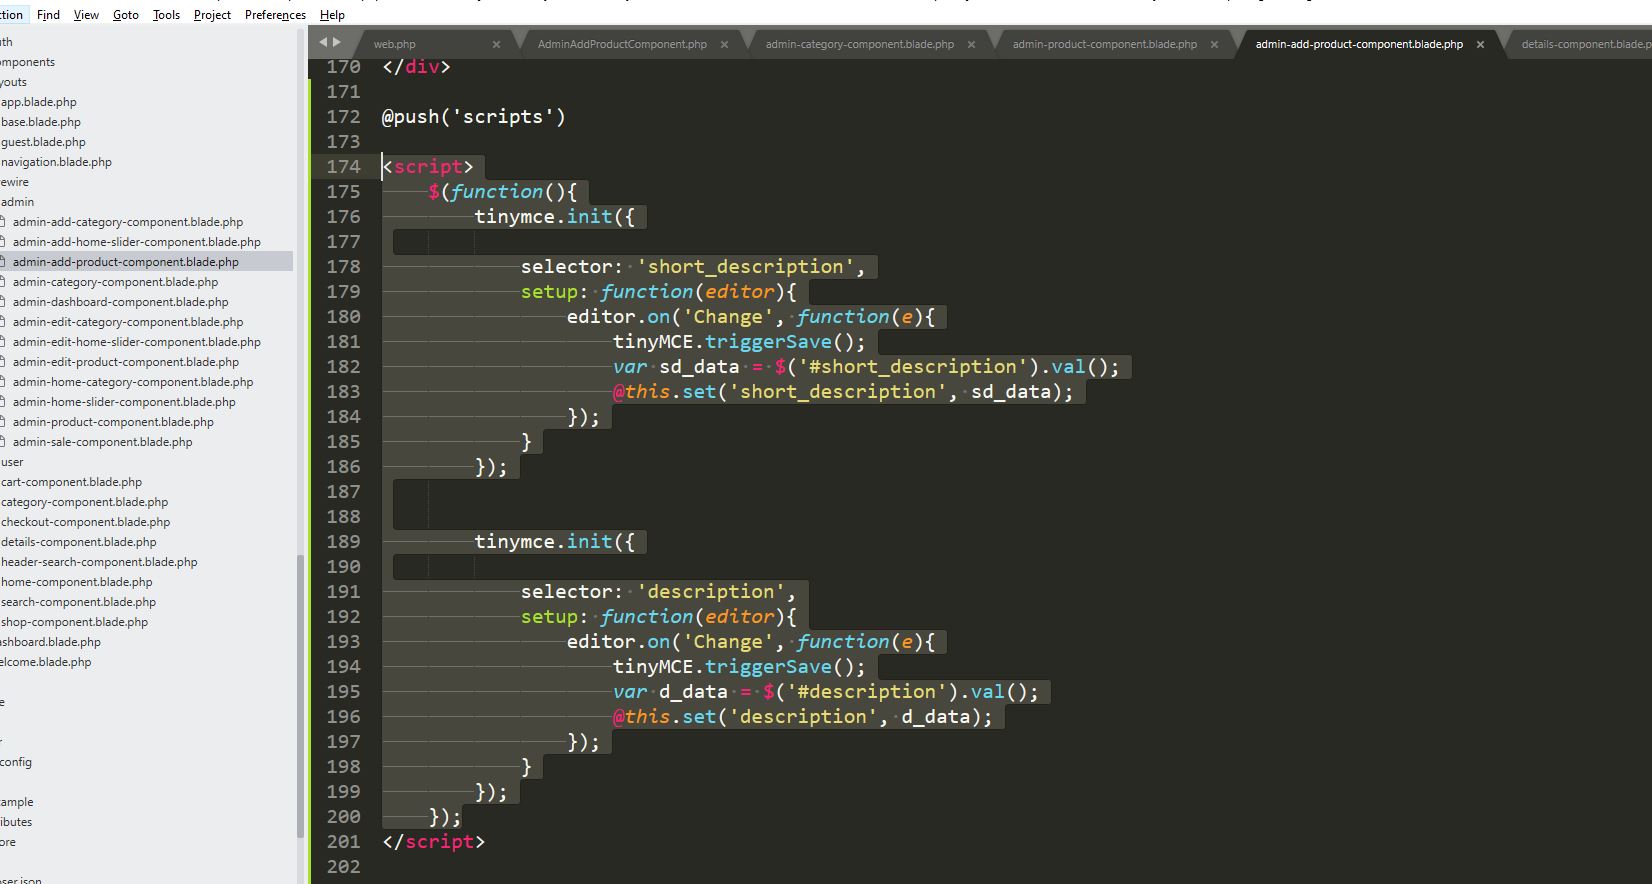 ction Find View Goto Tools Project Preferences Help
web.php × AdminAddProductComponent.php × admin-category-component.blade.php × admin-product-component.blade.php × admin-add-product-component.blade.php × details-component.blade.p
uth
omponents
youts
app.blade.php
base.blade.php
guest.blade.php
navigation.blade.php
ewire
admin
admin-add-category-component.blade.php
admin-add-home-slider-component.blade.php
admin-add-product-component.blade.php
admin-category-component.blade.php
admin-dashboard-component.blade.php
admin-edit-category-component.blade.php
admin-edit-home-slider-component.blade.php
admin-edit-product-component.blade.php
admin-home-category-component.blade.php
admin-home-slider-component.blade.php
admin-product-component.blade.php
admin-sale-component.blade.php
user
cart-component.blade.php
category-component.blade.php
checkout-component.blade.php
details-component.blade.php
header-search-component.blade.php
home-component.blade.php
search-component.blade.php
shop-component.blade.php
ashboard.blade.php
elcome.blade.php
e
r
config
ample
ibutes
ore
oser.json
170 </div>
171
172 @push('scripts')
173
174 <script>
175 $(function(){
176 tinymce.init({
177
178 selector: 'short_description',
179 setup: function(editor){
180 editor.on('Change', function(e){
181 tinyMCE.triggerSave();
182 var sd_data = $('#short_description').val();
183 @this.set('short_description', sd_data);
184 });
185 }
186 });
187
188
189 tinymce.init({
190
191 selector: 'description',
192 setup: function(editor){
193 editor.on('Change', function(e){
194 tinyMCE.triggerSave();
195 var d_data = $('#description').val();
196 @this.set('description', d_data);
197 });
198 }
199 });
200 });
201 </script>
202